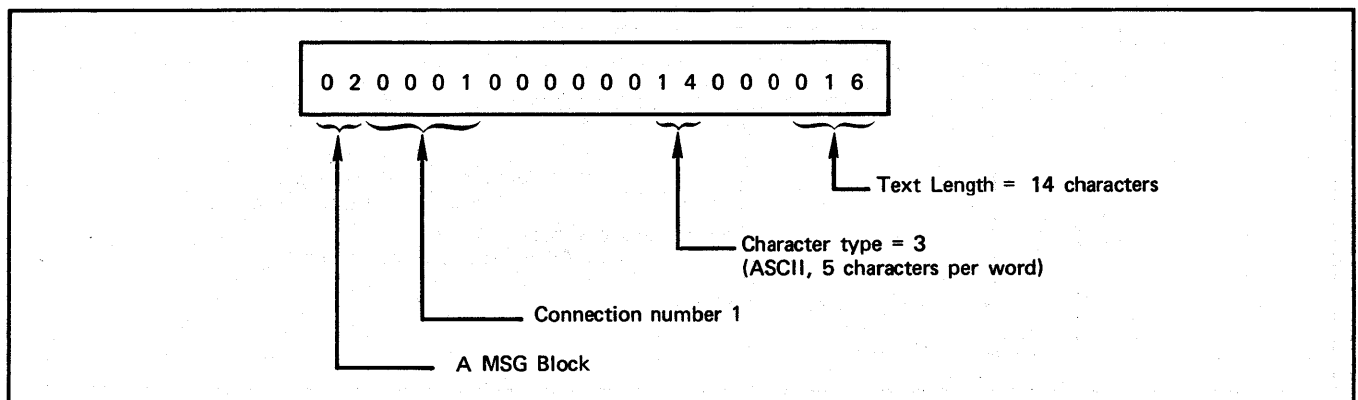 0 2 0 0 0 1 0 0 0 0 0 0 1 4 0 0 0 0 1 6
Text Length = 14 characters
Character type = 3
(ASCII, 5 characters per word)
Connection number 1
A MSG Block